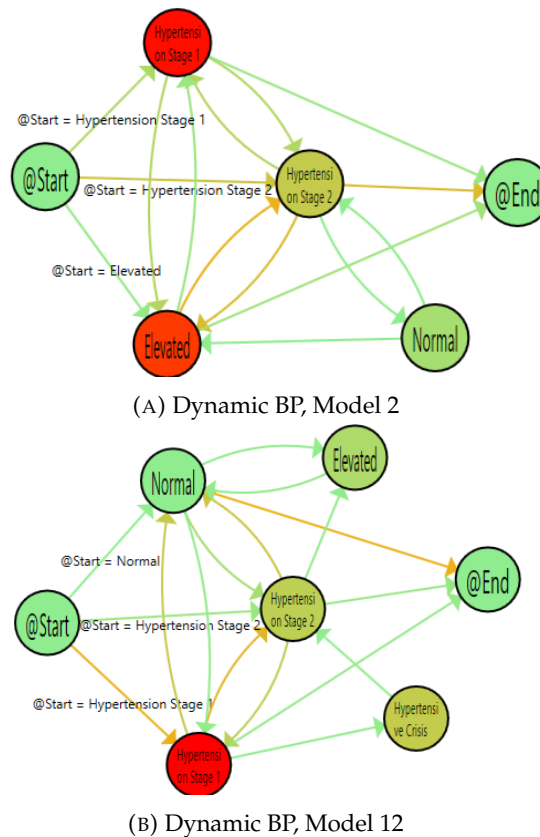 Hypertensi
on Stage 1
@Start = Hypertension Stage 1
@Start
@Start = Hypertension Stage 2
Hypertensi
on Stage 2
@End
@Start = Elevated
Elevated
Normal
(A) Dynamic BP, Model 2
Normal
Elevated
@Start = Normal
@Start
@Start = Hypertension Stage 2
Hypertensi
on Stage 2
@End
@Start = Hypertension Stage 1
Hypertensi
ve Crisis
Hypertensi
on Stage 1
(B) Dynamic BP, Model 12